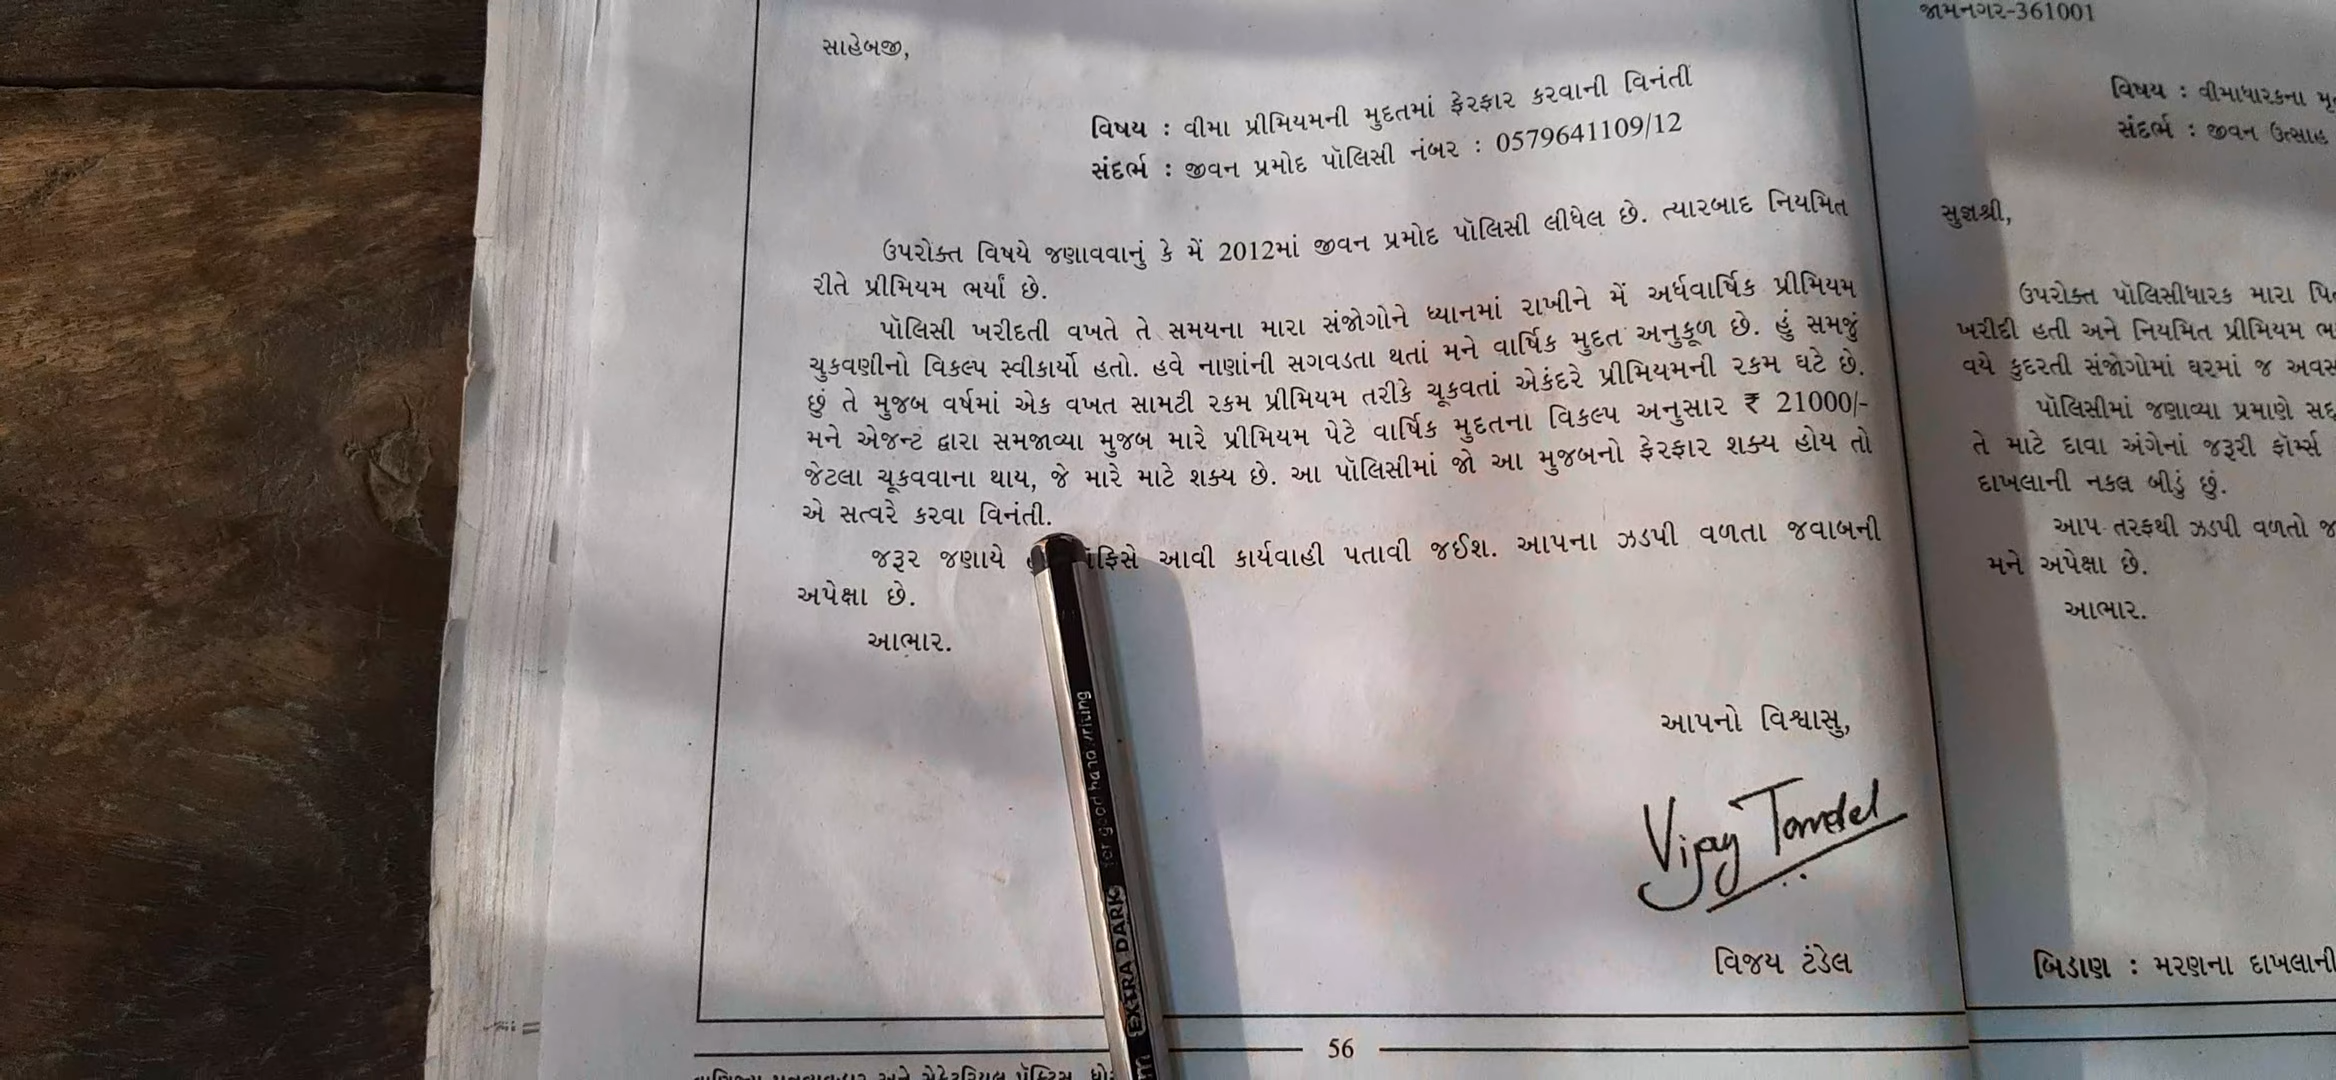 સાહેબજી,
વિષય : વીમા પ્રીમિયમની મુદતમાં ફેરફાર કરવાની વિનંતી
સંદર્ભ : જીવન પ્રમોદ પૉલિસી નંબર : 0579641109/12
ઉપરોક્ત વિષયે જણાવવાનું કે મેં 2012માં જીવન પ્રમોદ પૉલિસી લીધેલ છે. ત્યારબાદ નિયમિત
રીતે પ્રીમિયમ ભર્યાં છે.
પૉલિસી ખરીદતી વખતે તે સમયના મારા સંજોગોને ધ્યાનમાં રાખીને મેં અર્ધવાર્ષિક પ્રીમિયમ
ચુકવણીનો વિકલ્પ સ્વીકાર્યો હતો. હવે નાણાંની સગવડતા થતાં મને વાર્ષિક મુદત અનુકૂળ છે. હું સમજું
છું તે મુજબ વર્ષમાં એક વખત સામટી રકમ પ્રીમિયમ તરીકે ચૂકવતાં એકંદરે પ્રીમિયમની રકમ ઘટે છે.
મને એજન્ટ દ્વારા સમજાવ્યા મુજબ મારે પ્રીમિયમ પેટે વાર્ષિક મુદતના વિકલ્પ અનુસાર ₹ 21000/-
જેટલા ચૂકવવાના થાય, જે મારે માટે શક્ય છે. આ પૉલિસીમાં જો આ મુજબનો ફેરફાર શક્ય હોય તો
એ સત્વરે કરવા વિનંતી.
જરૂર જણાયે આવી કાર્યવાહી પતાવી જઈશ. આપના ઝડપી વળતા જવાબની
અપેક્ષા છે.
આભાર.
આપનો વિશ્વાસુ,
Vijay Tandel
વિજય ટંડેલ
56
જામનગર-361001
વિષય : વીમાધારકના
સંદર્ભ : જીવન ઉત્સાહ
સુજ્ઞશ્રી,
ઉપરોક્ત પૉલિસીધારક મારા
ખરીદી હતી અને નિયમિત પ્રીમિયમ
વયે કુદરતી સંજોગોમાં ઘરમાં જ
પૉલિસીમાં જણાવ્યા પ્રમાણે
તે માટે દાવા અંગેનાં જરૂરી ફૉર્મ્સ
દાખલાની નકલ બીડું છું.
આપ તરફથી ઝડપી વળતો
મને અપેક્ષા છે.
આભાર.
બિડાણ : મરણના દાખલાની
for good handwriting
EXTRA DARK